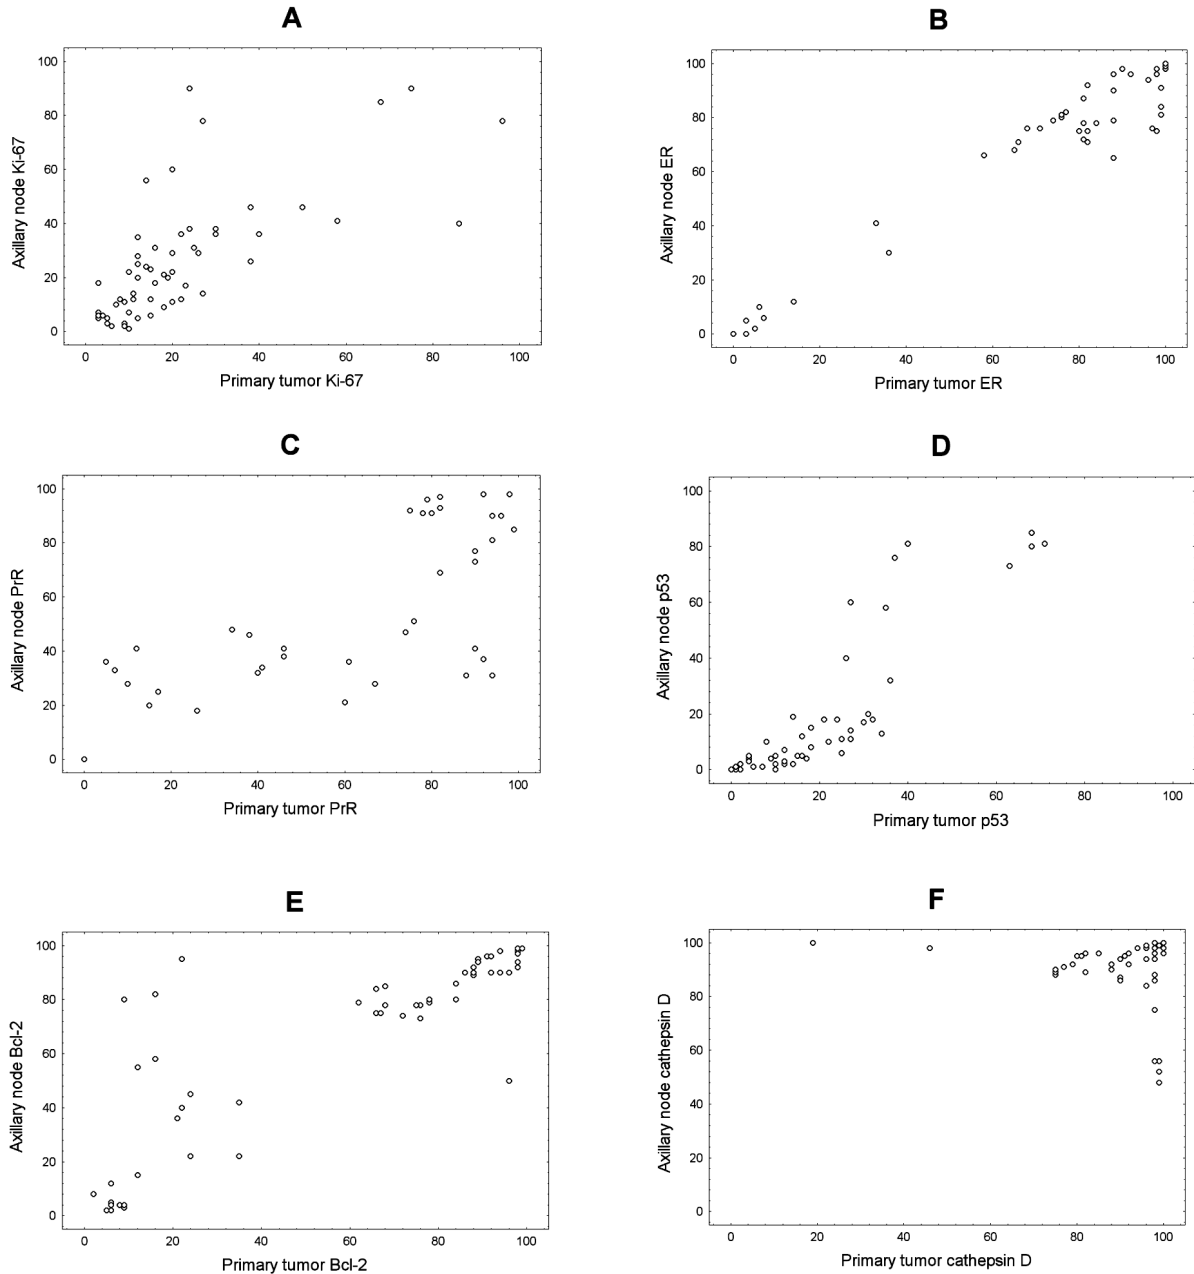 A
100
80
60
40
20
0
Axillary node Ki-67
0 20 40 60 80 100
Primary tumor Ki-67
B
100
80
60
40
20
0
Axillary node ER
0 20 40 60 80 100
Primary tumor ER
C
100
80
60
40
20
0
Axillary node PrR
0 20 40 60 80 100
Primary tumor PrR
D
100
80
60
40
20
0
Axillary node p53
0 20 40 60 80 100
Primary tumor p53
E
100
80
60
40
20
0
Axillary node Bcl-2
0 20 40 60 80 100
Primary tumor Bcl-2
F
100
80
60
40
20
0
Axillary node cathepsin D
0 20 40 60 80 100
Primary tumor cathepsin D